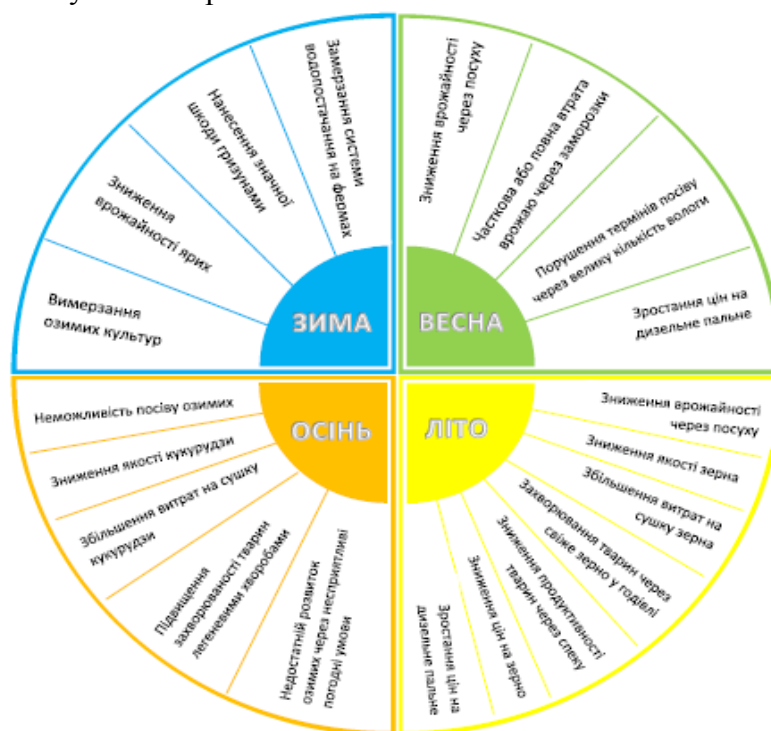 Вимерзання
озимих культур
Зниження
врожайності ярих
Нанесення значної
шкоди гризунами
Замерзання системи
водопостачання на фермах
ЗИМА
Зниження врожайності
через посуху
Часткова або повна втрата
врожаю через заморозки
Порушення термінів посіву
через велику кількість вологи
Зростання цін на
дизельне пальне
ВЕСНА
Неможливість посіву озимих
Зниження якості кукурудзи
Збільшення витрат на сушку
кукурудзи
Підвищення
захворюваності тварин
легеневими хворобами
Недостатній розвиток
озимих через несприятливі
погодні умови
ОСІНЬ
ЛІТО
Зниження врожайності
через посуху
Зниження якості зерна
Збільшення витрат на
сушку зерна
Захворювання тварин через
свіже зерно у годівлі
Зниження продуктивності
тварин через спеку
Зниження цін на зерно
Зростання цін на
дизельне пальне